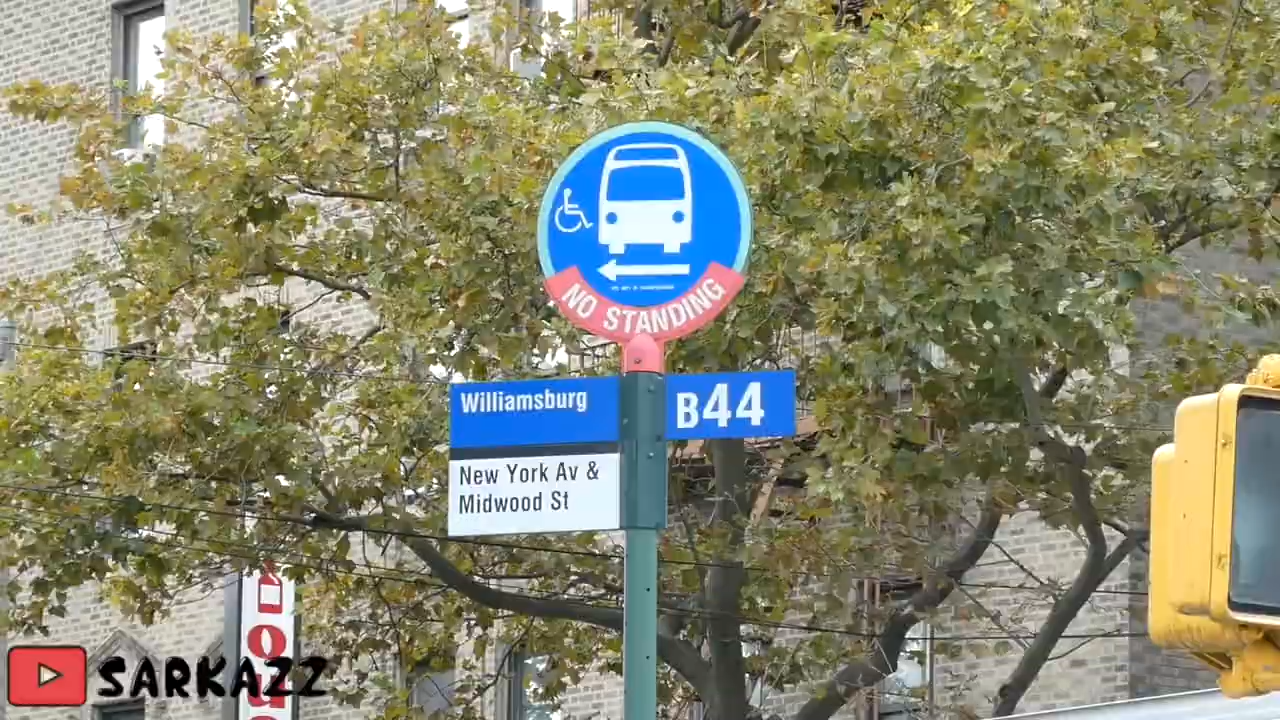 NO STANDING
Williamsburg
B44
New York Av &
Midwood St
SARKAZZ